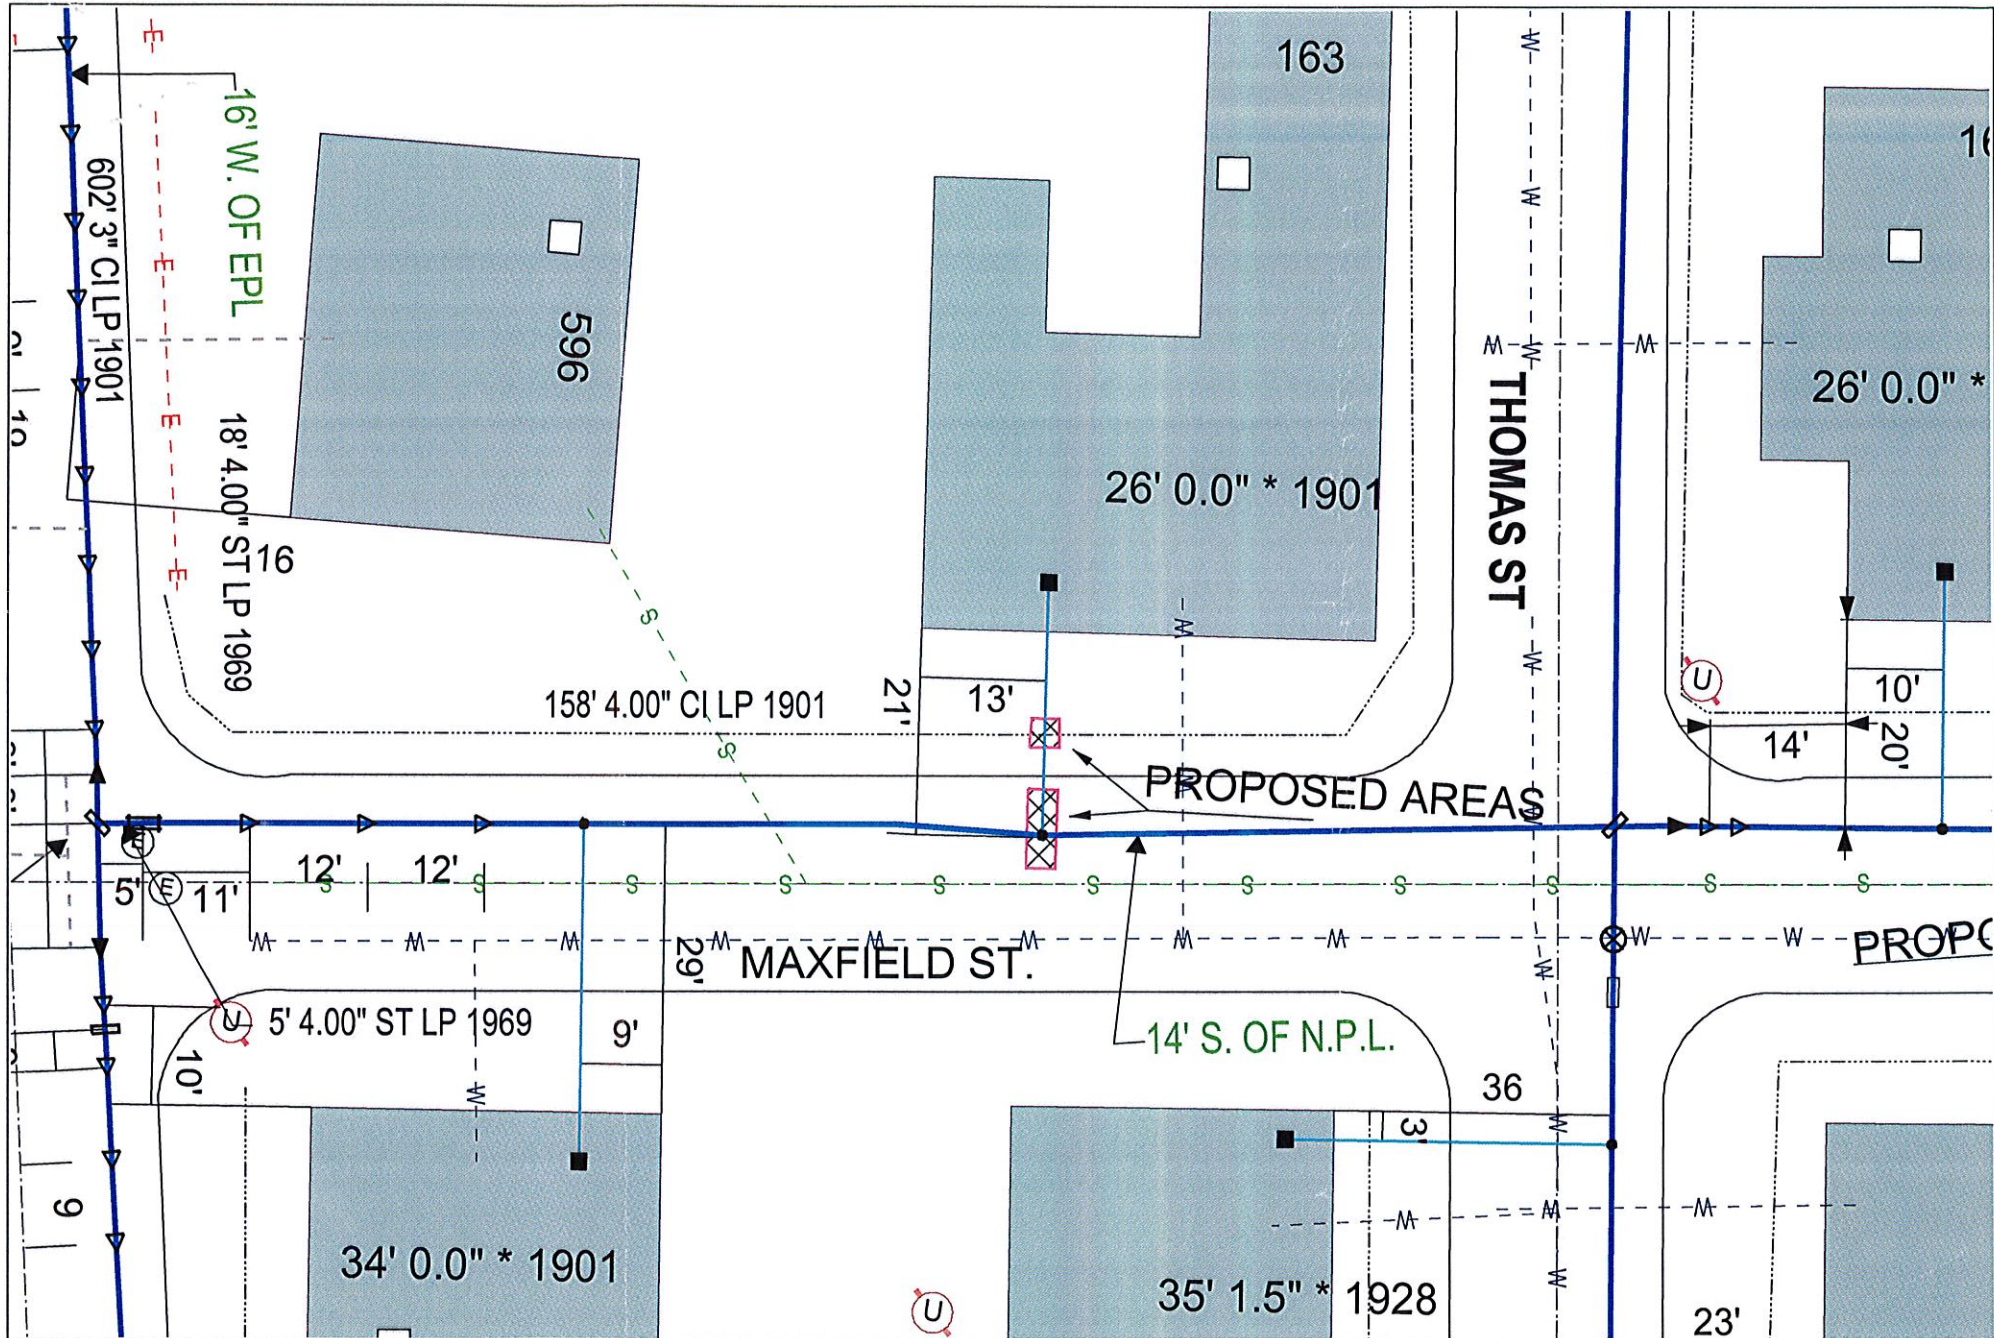 163
16' W. OF EPL
602' 3" CI LP 1901
596
THOMAS ST
26' 0.0" *
26' 0.0" * 1901
18' 4.00" ST LP 1969
16
158' 4.00" CI LP 1901
21'
13'
U
10'
14'
20'
PROPOSED AREAS
E
E
5'
11'
12'
12'
29'
MAXFIELD ST.
PROPO
U
5' 4.00" ST LP 1969
9'
14' S. OF N.P.L.
10'
36
3'
9
34' 0.0" * 1901
U
35' 1.5" * 1928
23'